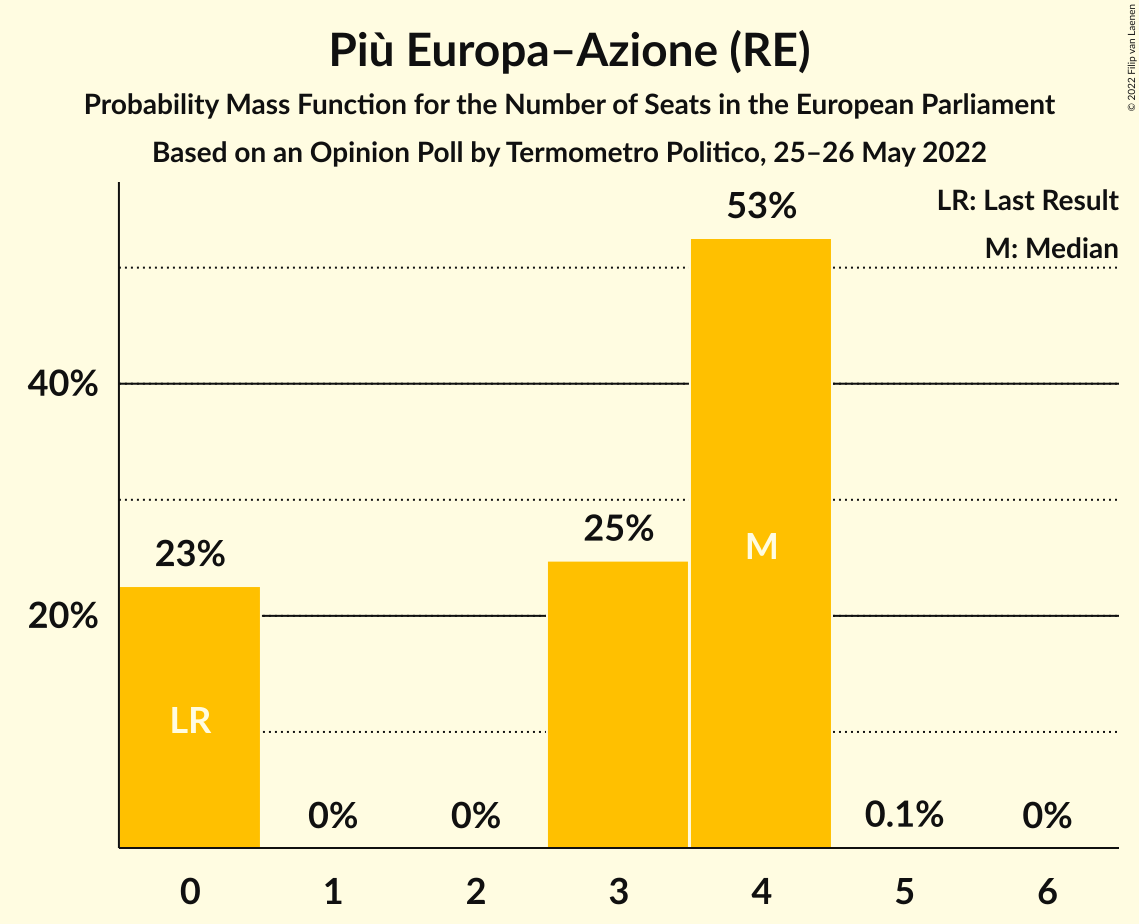 Più Europa–Azione (RE)
Probability Mass Function for the Number of Seats in the European Parliament
Based on an Opinion Poll by Termometro Politico, 25–26 May 2022
© 2022 Filip van Laenen
LR: Last Result
M: Median
53%
40%
25%
23%
M
20%
LR
0%
0%
0.1%
0%
0 1 2 3 4 5 6